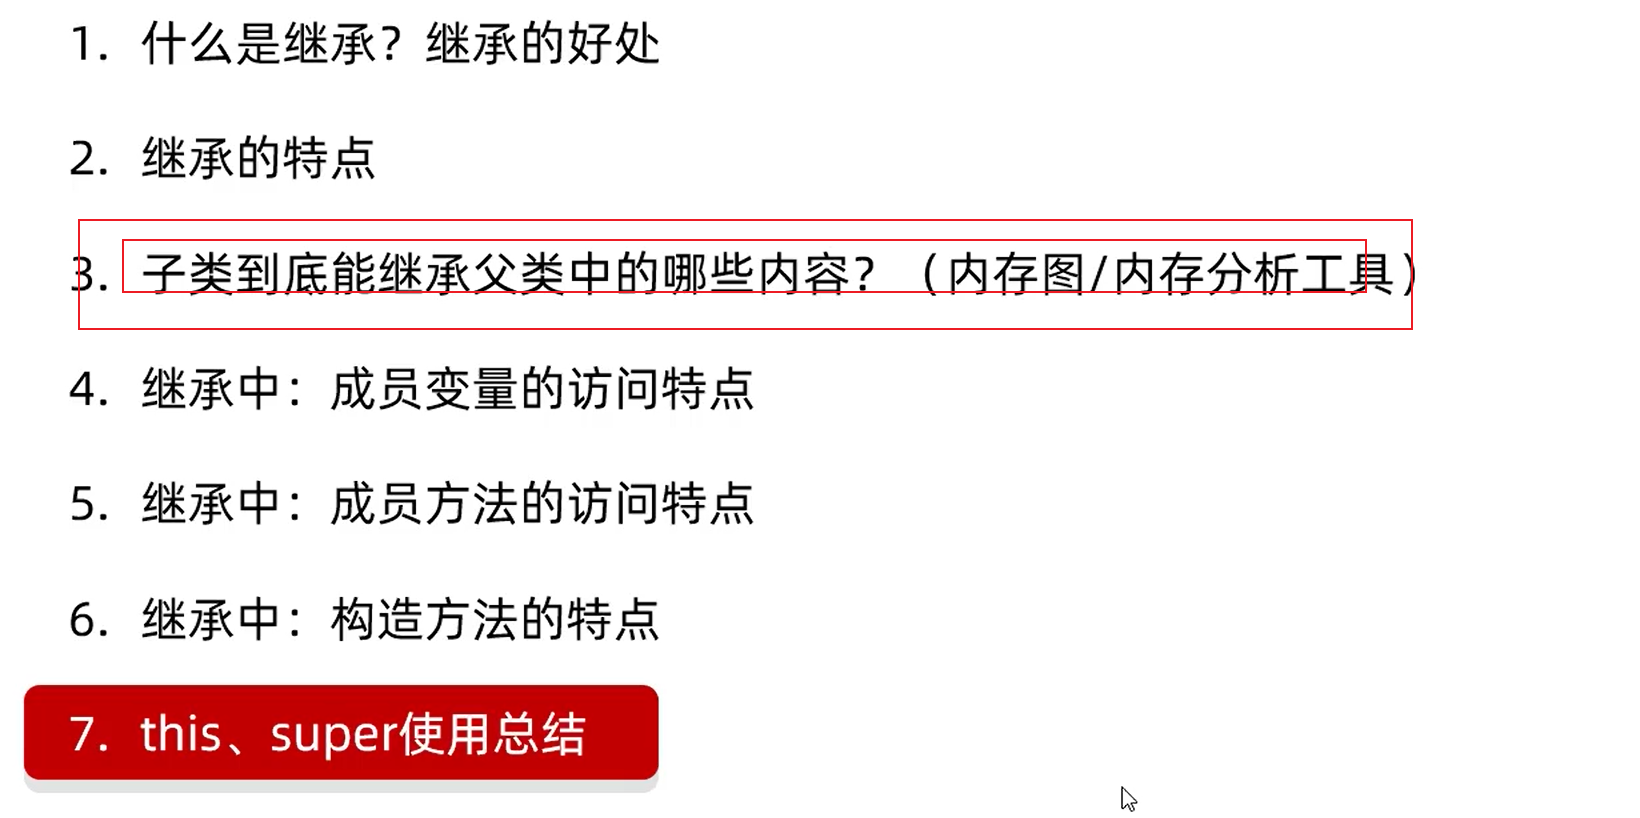 1. 什么是继承？继承的好处
2. 继承的特点
3. 子类到底能继承父类中的哪些内容？（内存图/内存分析工具）
4. 继承中：成员变量的访问特点
5. 继承中：成员方法的访问特点
6. 继承中：构造方法的特点
7. this、super使用总结